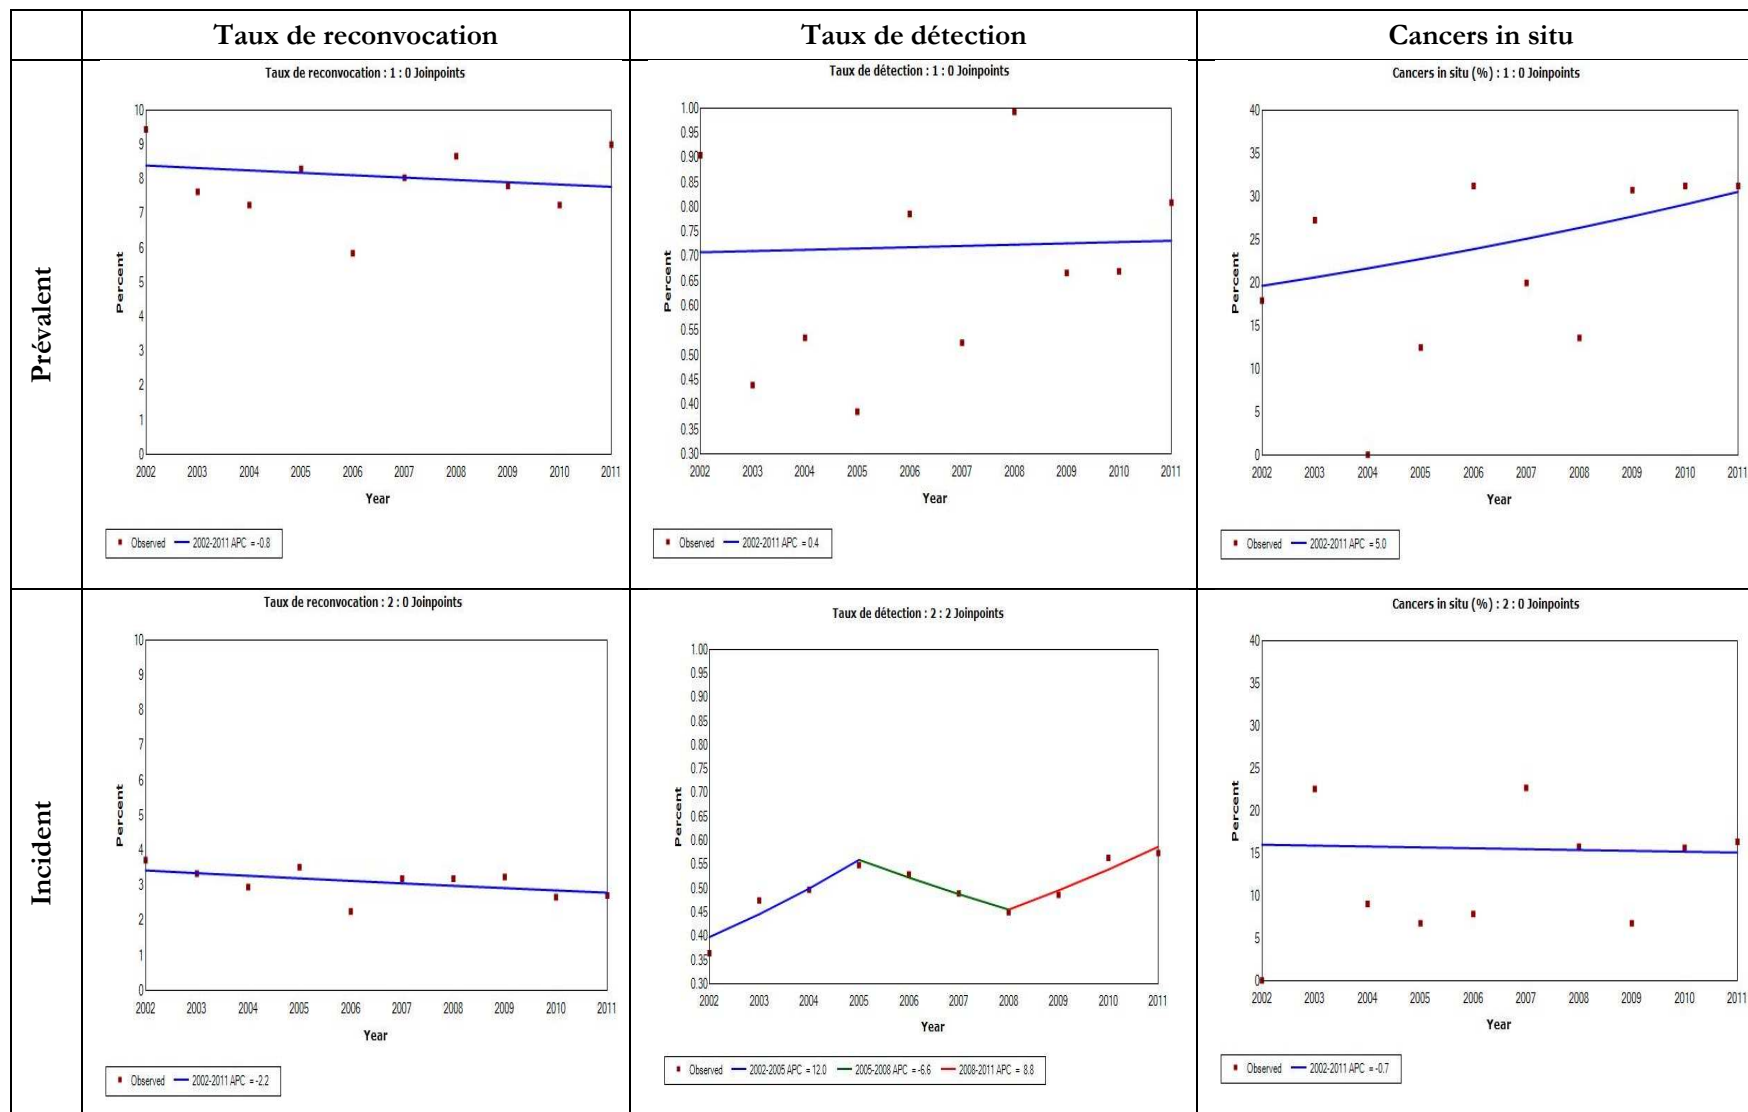 Taux de reconvocation
Taux de détection
Cancers in situ
Prévalent
Taux de reconvocation : 1 : 0 Joinpoints
10
9
8
7
6
5
4
3
2
1
0
Percent
2002 2003 2004 2005 2006 2007 2008 2009 2010 2011
Year
Observed 2002-2011 APC = -0.8
Taux de détection : 1 : 0 Joinpoints
1.00
0.95
0.90
0.85
0.80
0.75
0.70
0.65
0.60
0.55
0.50
0.45
0.40
0.35
0.30
Percent
2002 2003 2004 2005 2006 2007 2008 2009 2010 2011
Year
Observed 2002-2011 APC = 0.4
Cancers in situ (%) : 1 : 0 Joinpoints
40
35
30
25
20
15
10
5
0
Percent
2002 2003 2004 2005 2006 2007 2008 2009 2010 2011
Year
Observed 2002-2011 APC = 5.0
Incident
Taux de reconvocation : 2 : 0 Joinpoints
10
9
8
7
6
5
4
3
2
1
0
Percent
2002 2003 2004 2005 2006 2007 2008 2009 2010 2011
Year
Observed 2002-2011 APC = -2.2
Taux de détection : 2 : 2 Joinpoints
1.00
0.95
0.90
0.85
0.80
0.75
0.70
0.65
0.60
0.55
0.50
0.45
0.40
0.35
0.30
Percent
2002 2003 2004 2005 2006 2007 2008 2009 2010 2011
Year
Observed 2002-2005 APC = 12.0 2005-2008 APC = -6.6 2008-2011 APC = 8.8
Cancers in situ (%) : 2 : 0 Joinpoints
40
35
30
25
20
15
10
5
0
Percent
2002 2003 2004 2005 2006 2007 2008 2009 2010 2011
Year
Observed 2002-2011 APC = -0.7